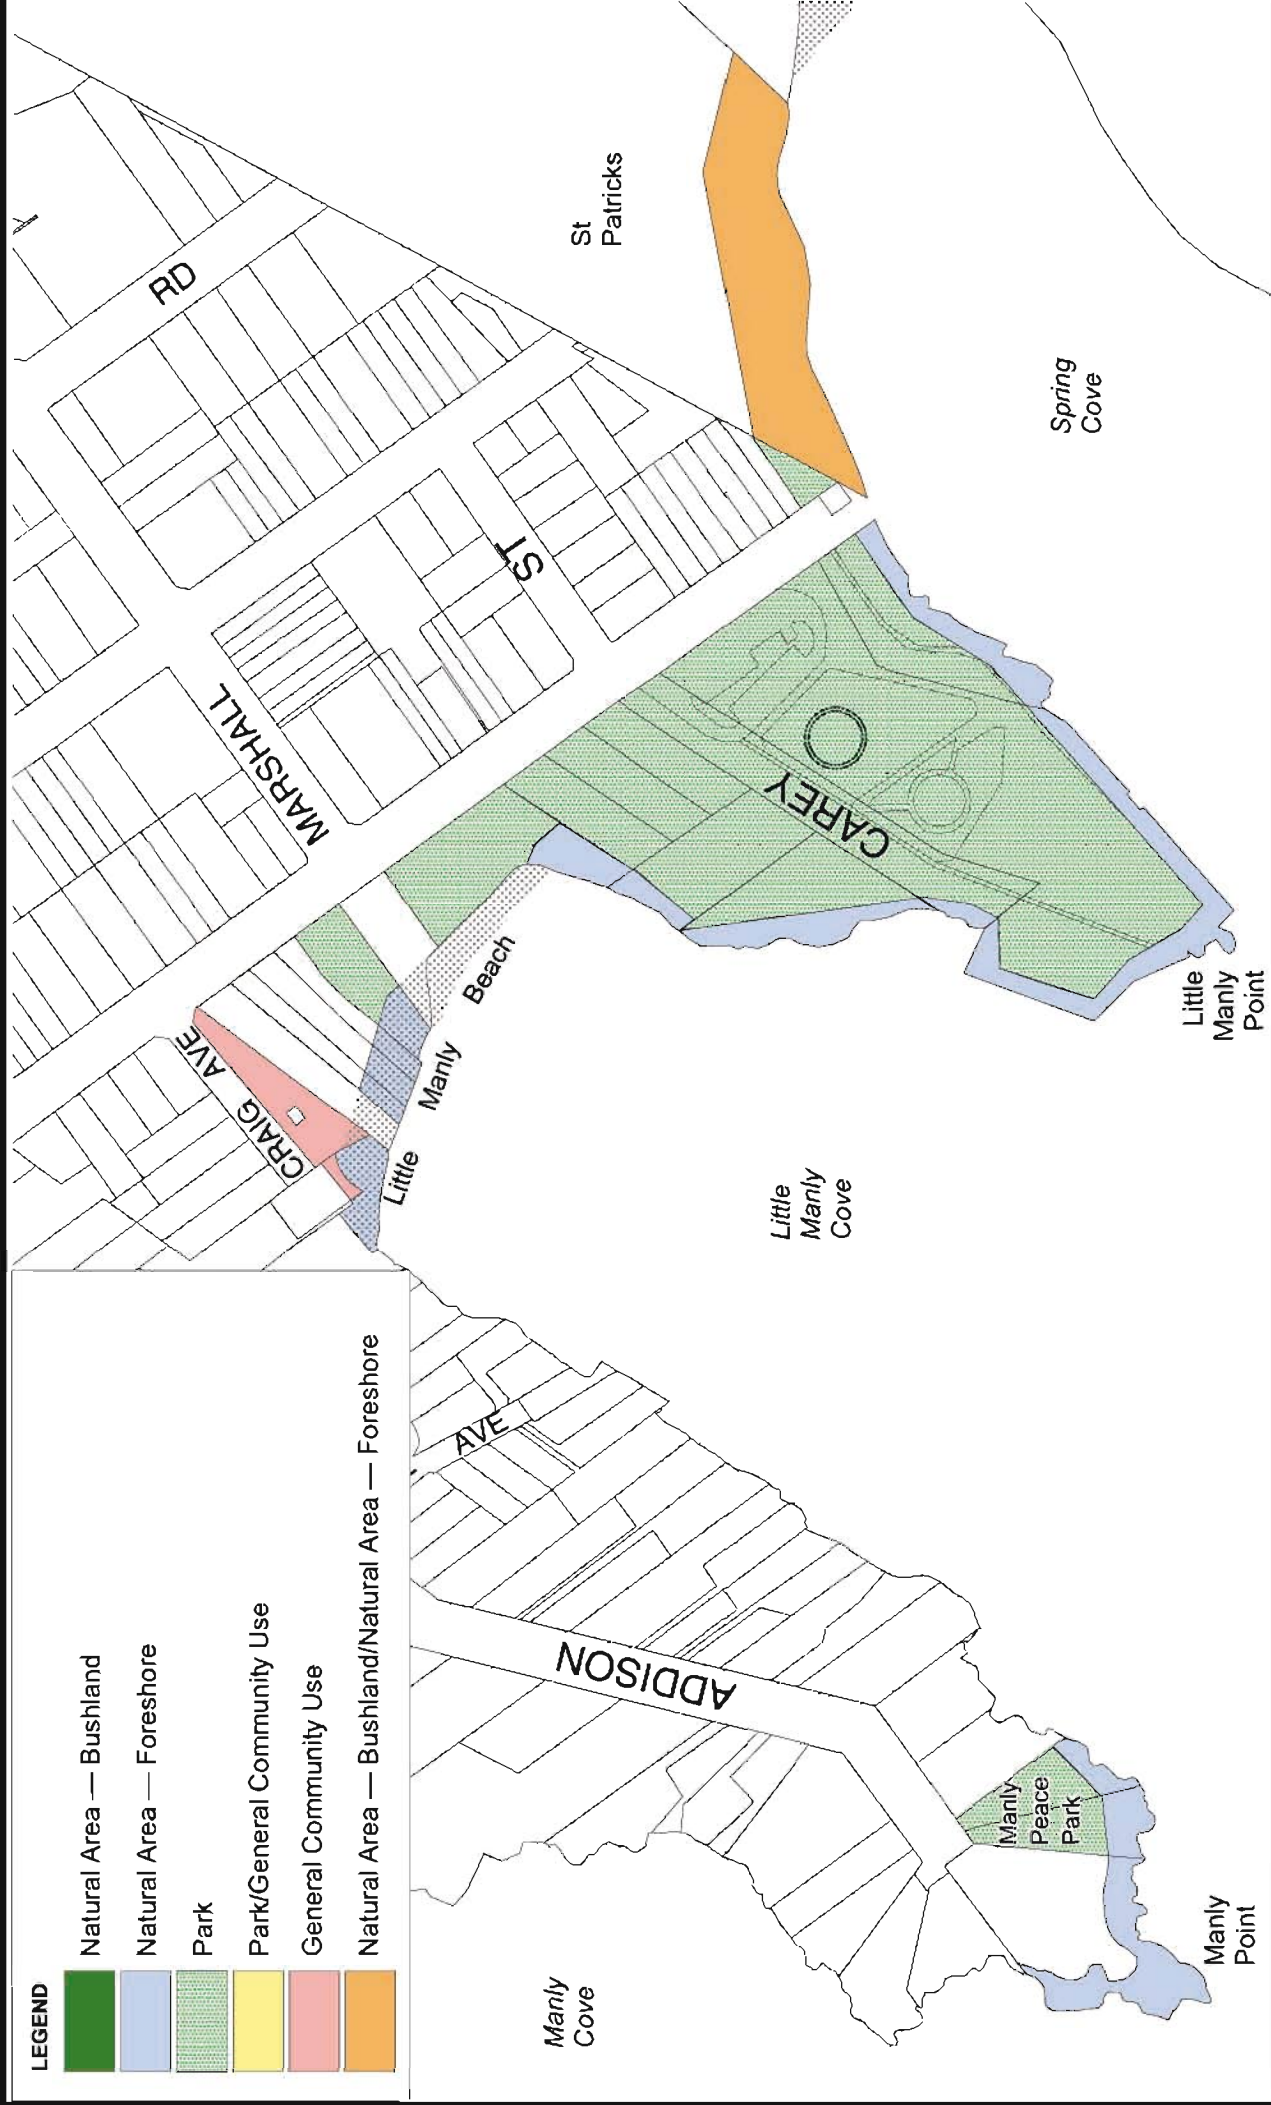 LEGEND
Natural Area — Bushland
Natural Area — Foreshore
Park
Park/General Community Use
General Community Use
Natural Area — Bushland/Natural Area — Foreshore
RD
St
Patricks
MARSHALL
ST
Spring
Cove
CRAIG
AVE
Little
Manly
Beach
CAREY
Little
Manly
Point
Little
Manly
Cove
AVE
ADDISON
Manly
Cove
Manly
Peace
Park
Manly
Point